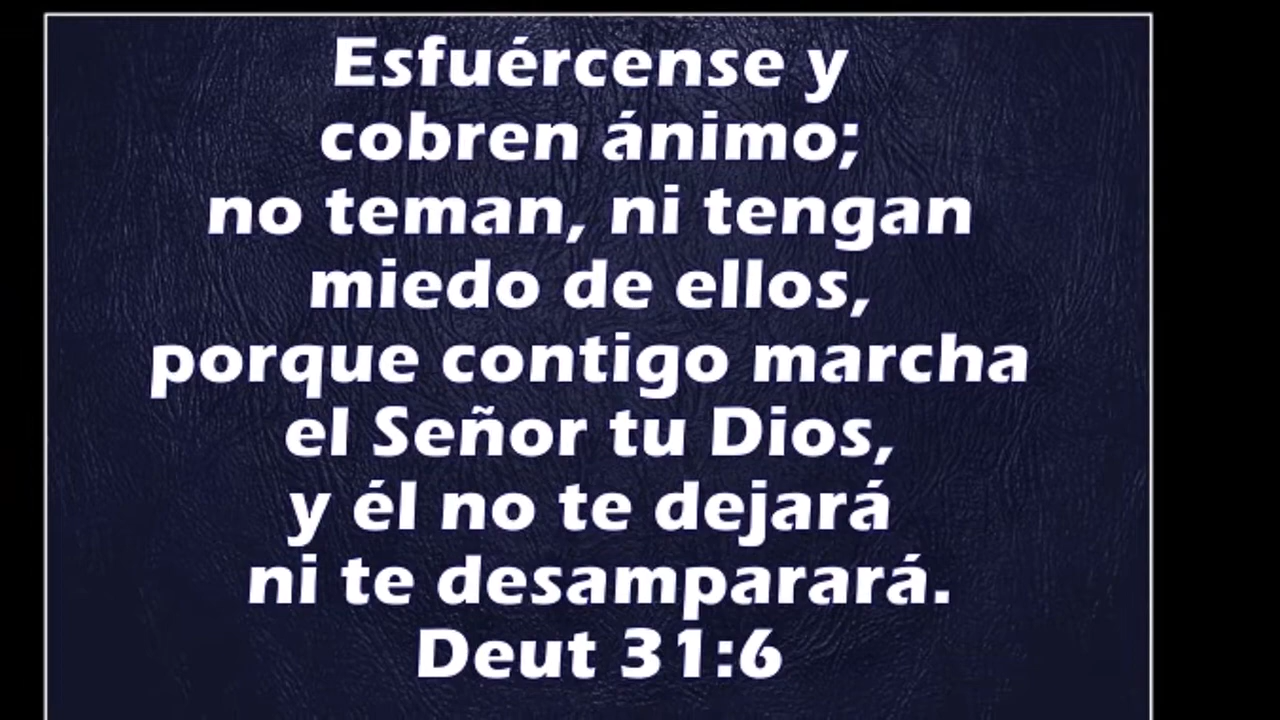 Esfuércense y
cobren ánimo;
no teman, ni tengan
miedo de ellos,
porque contigo marcha
el Señor tu Dios,
y él no te dejará
ni te desamparará.
Deut 31:6